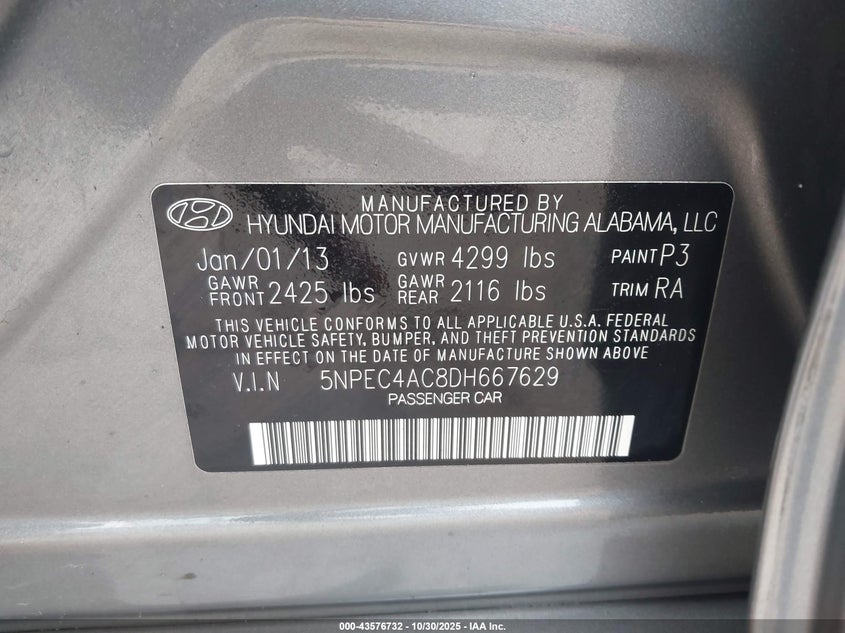 MANUFACTURED BY
HYUNDAI MOTOR MANUFACTURING ALABAMA, LLC
Jan/01/13 GVWR 4299 lbs PAINT P3
GAWR FRONT 2425 lbs GAWR REAR 2116 lbs TRIM RA
THIS VEHICLE CONFORMS TO ALL APPLICABLE U.S.A. FEDERAL
MOTOR VEHICLE SAFETY, BUMPER, AND THEFT PREVENTION STANDARDS
IN EFFECT ON THE DATE OF MANUFACTURE SHOWN ABOVE.
V.I.N 5NPEC4AC8DH667629
PASSENGER CAR
000-43576732 - 10/30/2025 - IAA Inc.